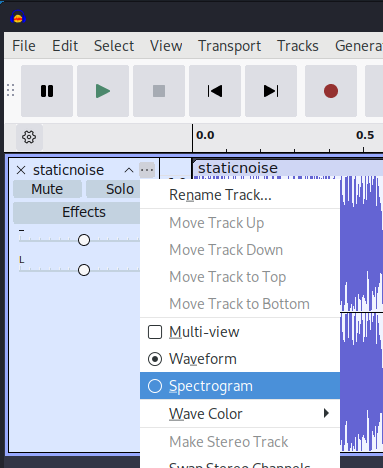 File Edit Select View Transport Tracks Genera
0.0 0.5
staticnoise ... staticnoise
Mute Solo
Effects
L
Rename Track...
Move Track Up
Move Track Down
Move Track to Top
Move Track to Bottom
Multi-view
Waveform
Spectrogram
Wave Color
Make Stereo Track
Swap Stereo Channels